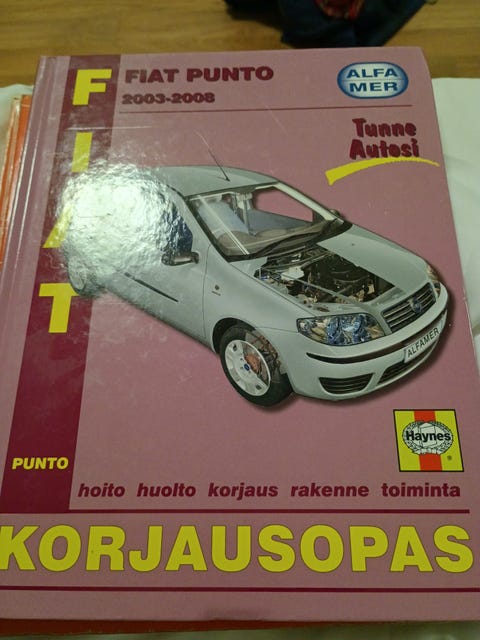 FIAT
FIAT PUNTO
2003-2008
ALFA
MER
Tunne
Autosi
ALFAMER
Haynes
®
PUNTO
hoito huolto korjaus rakenne toiminta
KORJAUSOPAS